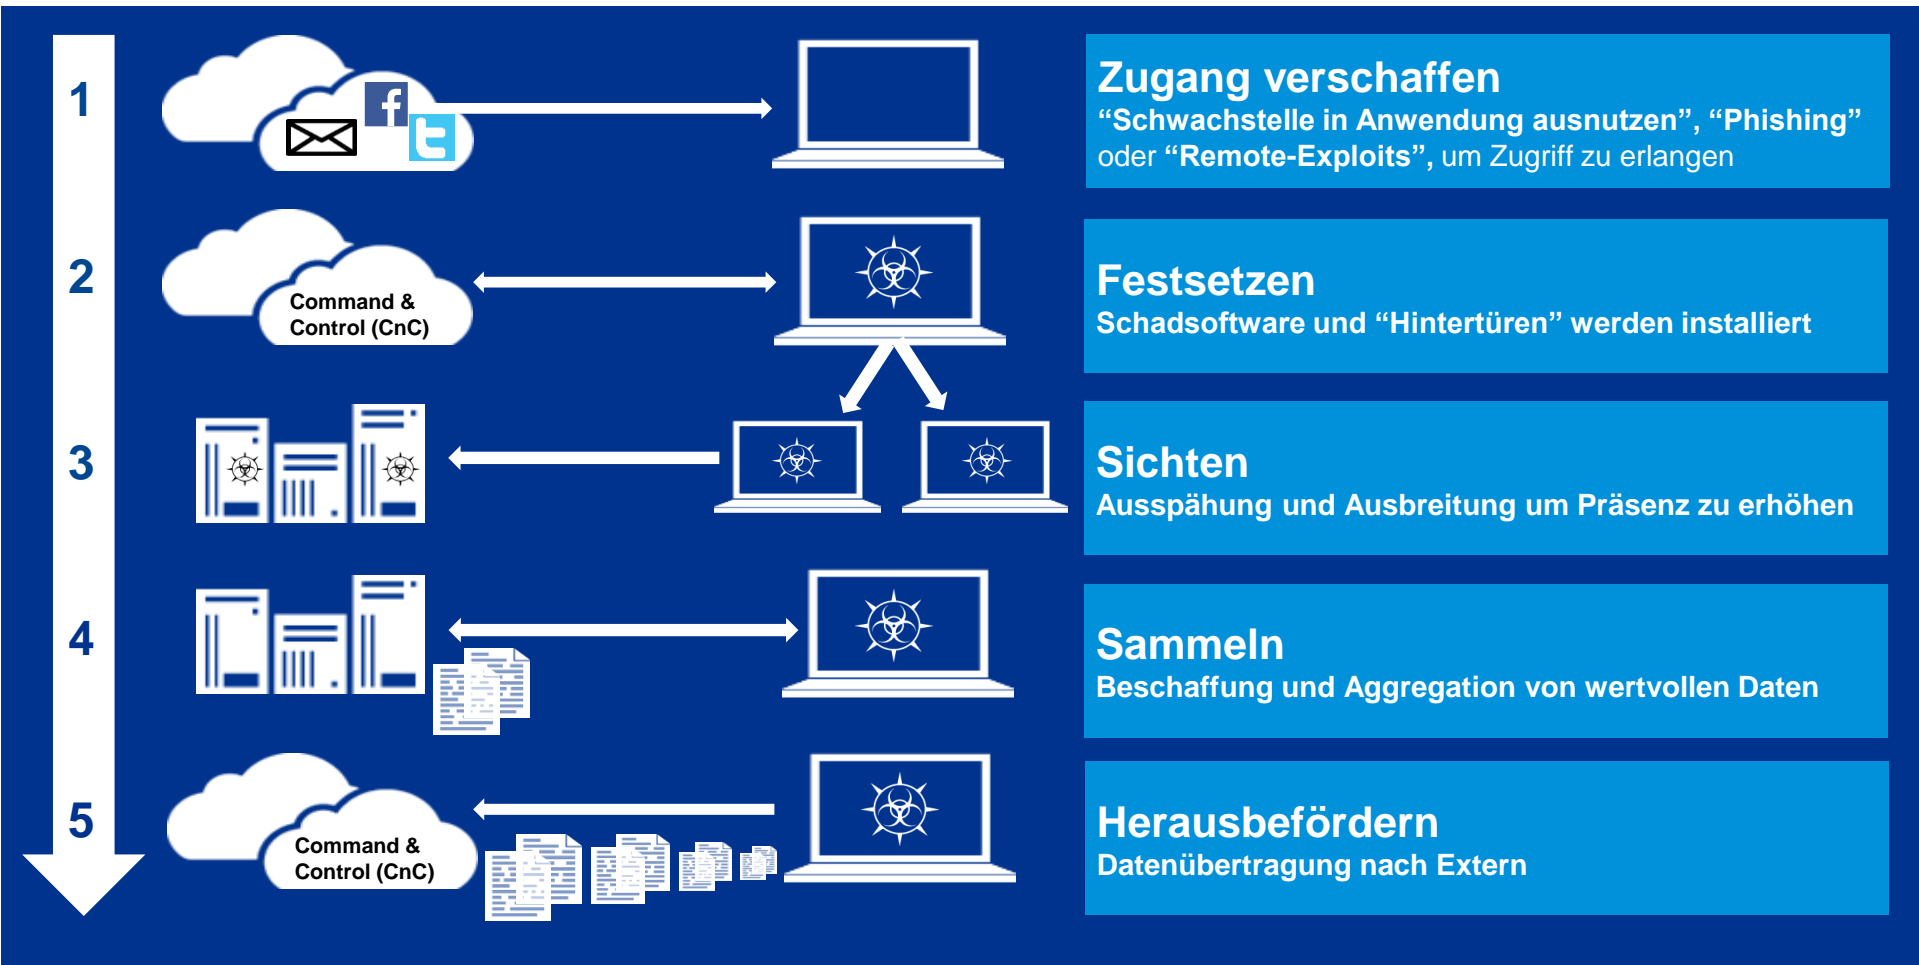 1
Zugang verschaffen
“Schwachstelle in Anwendung ausnutzen”, “Phishing”
oder “Remote-Exploits”, um Zugriff zu erlangen
2
Command &
Control (CnC)
Festsetzen
Schadsoftware und “Hintertüren” werden installiert
3
Sichten
Ausspähung und Ausbreitung um Präsenz zu erhöhen
4
Sammeln
Beschaffung und Aggregation von wertvollen Daten
5
Command &
Control (CnC)
Herausbefördern
Datenübertragung nach Extern